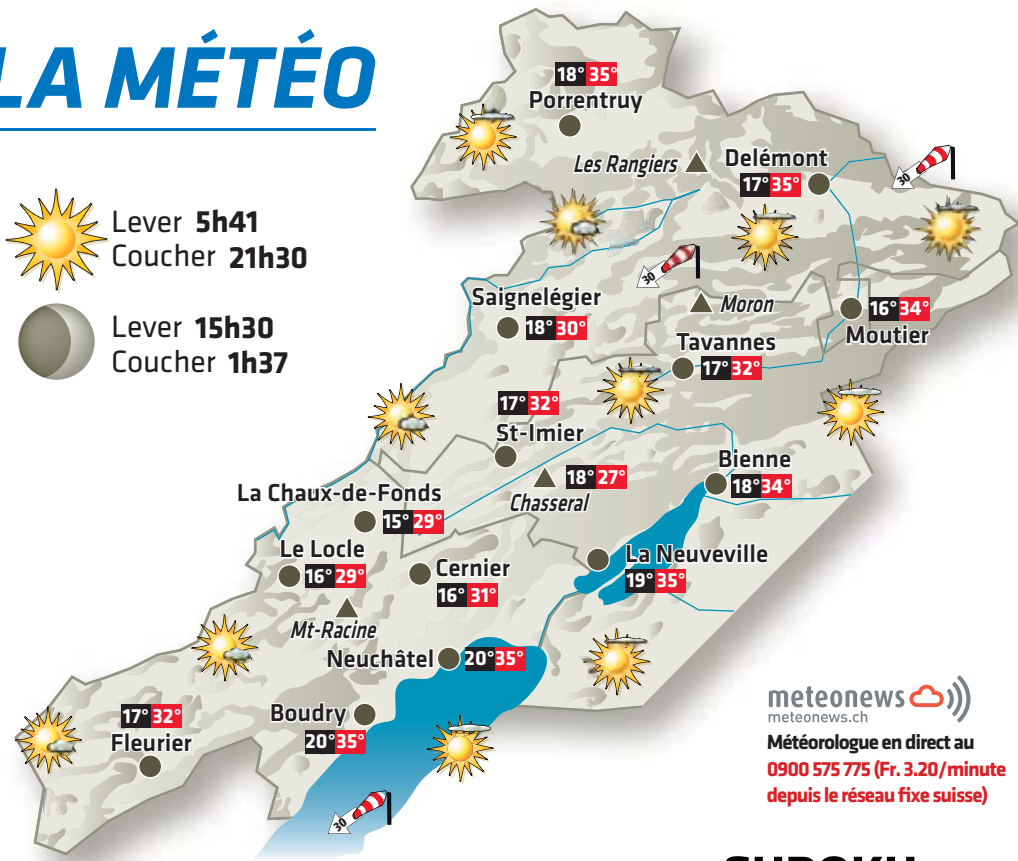 LA MÉTÉO
Lever 5h41
Coucher 21h30
Lever 15h30
Coucher 1h37
18° 35°
Porrentruy
Les Rangiers
Delémont
17° 35°
30
30
Saignelégier
18° 30°
Moron
16° 34°
Moutier
Tavannes
17° 32°
17° 32°
St-Imier
Bienne
18° 34°
18° 27°
Chasseral
La Chaux-de-Fonds
15° 29°
Le Locle
16° 29°
Cernier
16° 31°
La Neuveville
19° 35°
Mt-Racine
Neuchâtel 20° 35°
Boudry
20° 35°
17° 32°
Fleurier
30
meteonews
meteonews.ch
Météorologue en direct au
0900 575 775 (Fr. 3.20/minute
depuis le réseau fixe suisse)